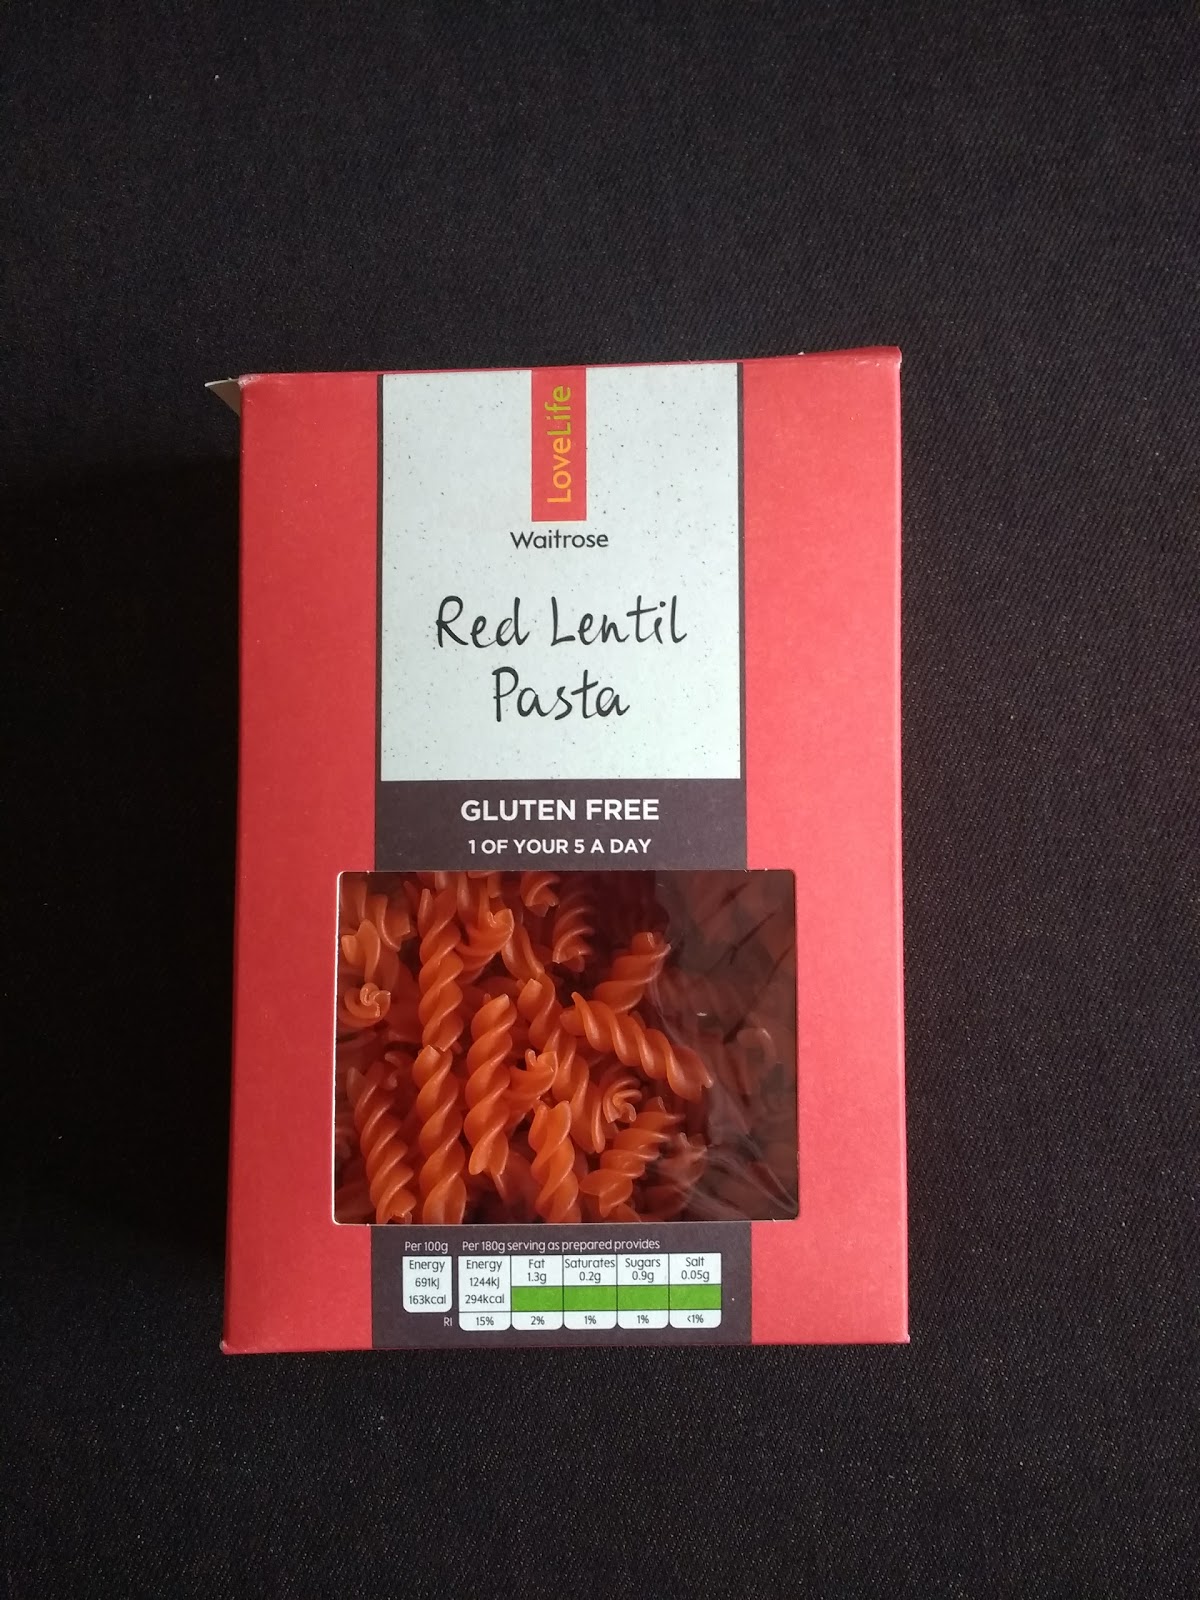 LoveLife
Waitrose
Red Lentil
Pasta
GLUTEN FREE
1 OF YOUR 5 A DAY
Per 100g Per 180g serving as prepared provides
Energy Energy Fat Saturates Sugars Salt
691kJ 1244kJ 1.3g 0.2g 0.9g 0.05g
163kcal 294kcal
RI 15% 2% 1% 1% <1%